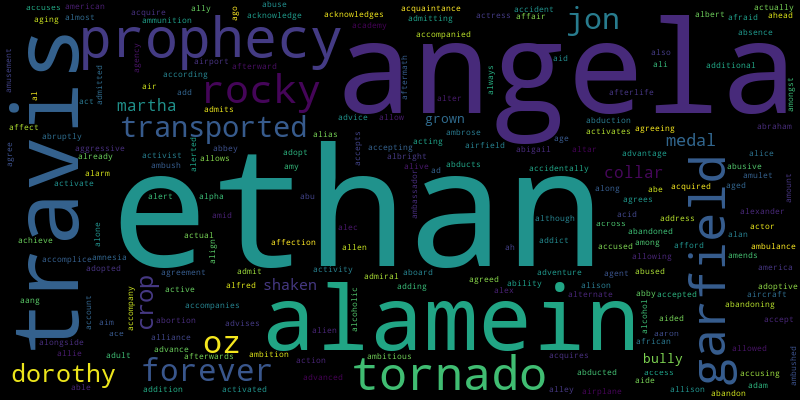 accuses american acquire ally ago abuse actress accident albert afraid actually
aging almost ammunition acknowledge acknowledges acquaintance affair absence ahead
prophecy accompanied jon admitting
angela
travis
amusement airport afterward academy agency aftermath always alter aid ali also additional afterlife amongst
according air add admitted act
rocky
martha admits advice allow grown
affect transported alias ambrose activates agreeing abraham
abruptly aggressive alerted accepts acting age medal
agree already activist abbey adopt accepting airfield abduction
alarm ambush allows amy albright abigail altar advantage alice
activate alive ad abducts accidentally collar abusive
ethan
alert alpha abu ambassador along abe acquired aged amulet amount
achieve alone amid alec although acid address alexander actor
actual affection allen ah addict across abandoned alan ambulance
accomplice align accused among afford amends
amnesia agreement admit activity aboard adventure agent allowing america
adopted admiral agreed ability alison abused adoptive
aang accompany crop active alfred shaken adding alex alternate abby accepted aircraft
account accompanies alamein alcoholic alcohol abandoning
aim abortion advises alien aided aaron accept
alongside ace alliance oz african garfield allowed
allie adult advance afterwards ambition action ambitious acquires bully abducted access accusing ambushed
dorothy forever tornado alley aide adam
able addition activated advanced airplane allison abandon
agrees
al